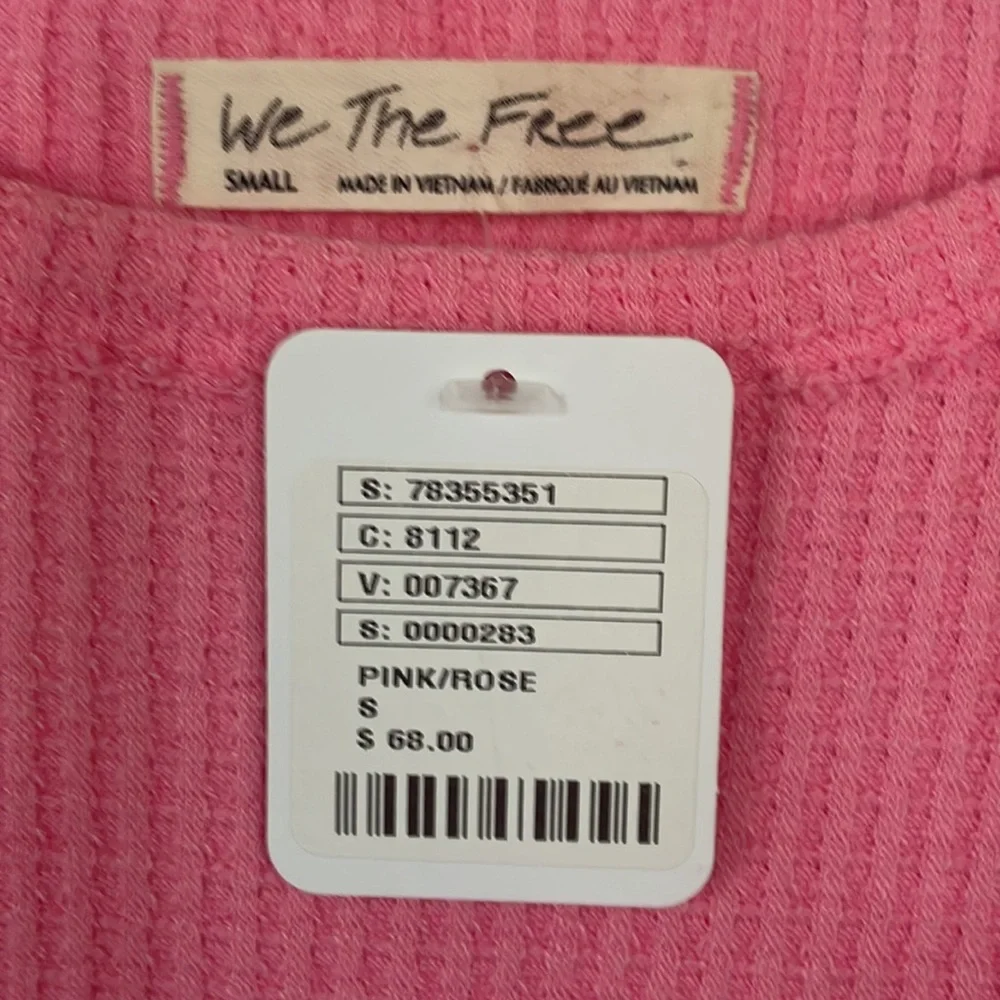 We The Free
SMALL MADE IN VIETNAM / FABRIQUÉ AU VIETNAM
S: 78355351
C: 8112
V: 007367
S: 0000283
PINK/ROSE
S
$ 68.00